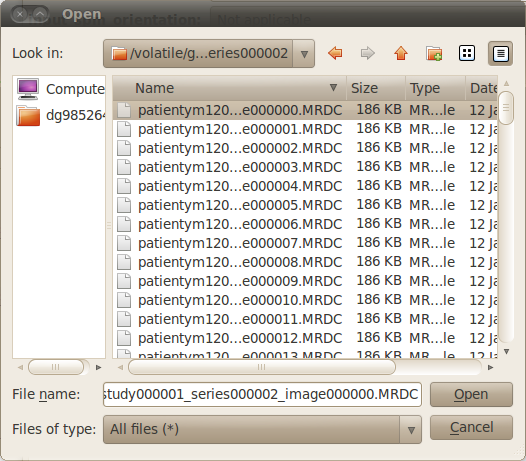 Open
orientation: Not applicable
Look in: /volatile/g...eries000002
Compute
dg985264
Name Size Type Date
patientym120...e000000.MRDC 186 KB MR...le 12 Ja
patientym120...e000001.MRDC 186 KB MR...le 12 Ja
patientym120...e000002.MRDC 186 KB MR...le 12 Ja
patientym120...e000003.MRDC 186 KB MR...le 12 Ja
patientym120...e000004.MRDC 186 KB MR...le 12 Ja
patientym120...e000005.MRDC 186 KB MR...le 12 Ja
patientym120...e000006.MRDC 186 KB MR...le 12 Ja
patientym120...e000007.MRDC 186 KB MR...le 12 Ja
patientym120...e000008.MRDC 186 KB MR...le 12 Ja
patientym120...e000009.MRDC 186 KB MR...le 12 Ja
patientym120...e000010.MRDC 186 KB MR...le 12 Ja
patientym120...e000011.MRDC 186 KB MR...le 12 Ja
patientym120...e000012.MRDC 186 KB MR...le 12 Ja
patientym120...e000013.MRDC 186 KB MR...le 12 Ja
File name: study000001_series000002_image000000.MRDC Open
Files of type: All files (*) Cancel